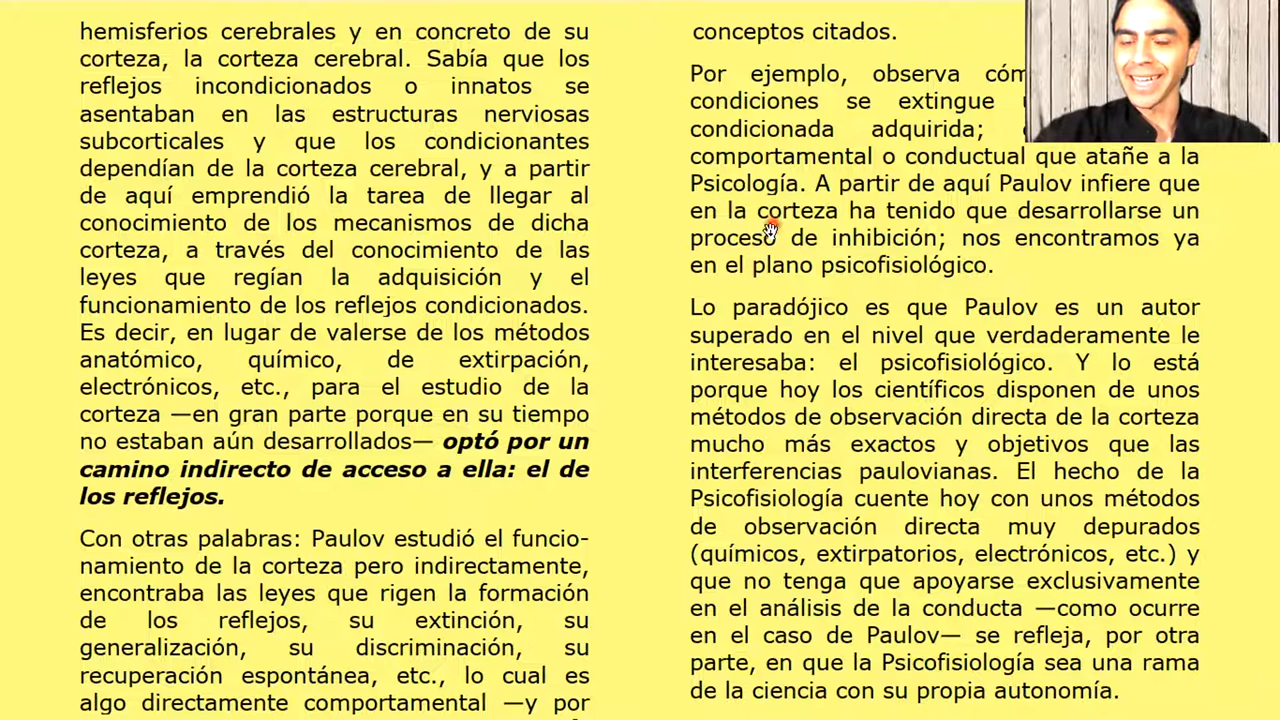 hemisferios cerebrales y en concreto de su
corteza, la corteza cerebral. Sabía que los
reflejos incondicionados o innatos se
asentaban en las estructuras nerviosas
subcorticales y que los condicionantes
dependían de la corteza cerebral, y a partir
de aquí emprendió la tarea de llegar al
conocimiento de los mecanismos de dicha
corteza, a través del conocimiento de las
leyes que regían la adquisición y el
funcionamiento de los reflejos condicionados.
Es decir, en lugar de valerse de los métodos
anatómico, químico, de extirpación,
electrónicos, etc., para el estudio de la
corteza —en gran parte porque en su tiempo
no estaban aún desarrollados— optó por un
camino indirecto de acceso a ella: el de
los reflejos.
Con otras palabras: Paulov estudió el funcio-
namiento de la corteza pero indirectamente,
encontraba las leyes que rigen la formación
de los reflejos, su extinción, su
generalización, su discriminación, su
recuperación espontánea, etc., lo cual es
algo directamente comportamental —y por
conceptos citados.
Por ejemplo, observa
condiciones se extingue
condicionada adquirida;
comportamental o conductual que atañe a la
Psicología. A partir de aquí Paulov infiere que
en la corteza ha tenido que desarrollarse un
proceso de inhibición; nos encontramos ya
en el plano psicofisiológico.
Lo paradójico es que Paulov es un autor
superado en el nivel que verdaderamente le
interesaba: el psicofisiológico. Y lo está
porque hoy los científicos disponen de unos
métodos de observación directa de la corteza
mucho más exactos y objetivos que las
interferencias paulovianas. El hecho de la
Psicofisiología cuente hoy con unos métodos
de observación directa muy depurados
(químicos, extirpatorios, electrónicos, etc.) y
que no tenga que apoyarse exclusivamente
en el análisis de la conducta —como ocurre
en el caso de Paulov— se refleja, por otra
parte, en que la Psicofisiología sea una rama
de la ciencia con su propia autonomía.